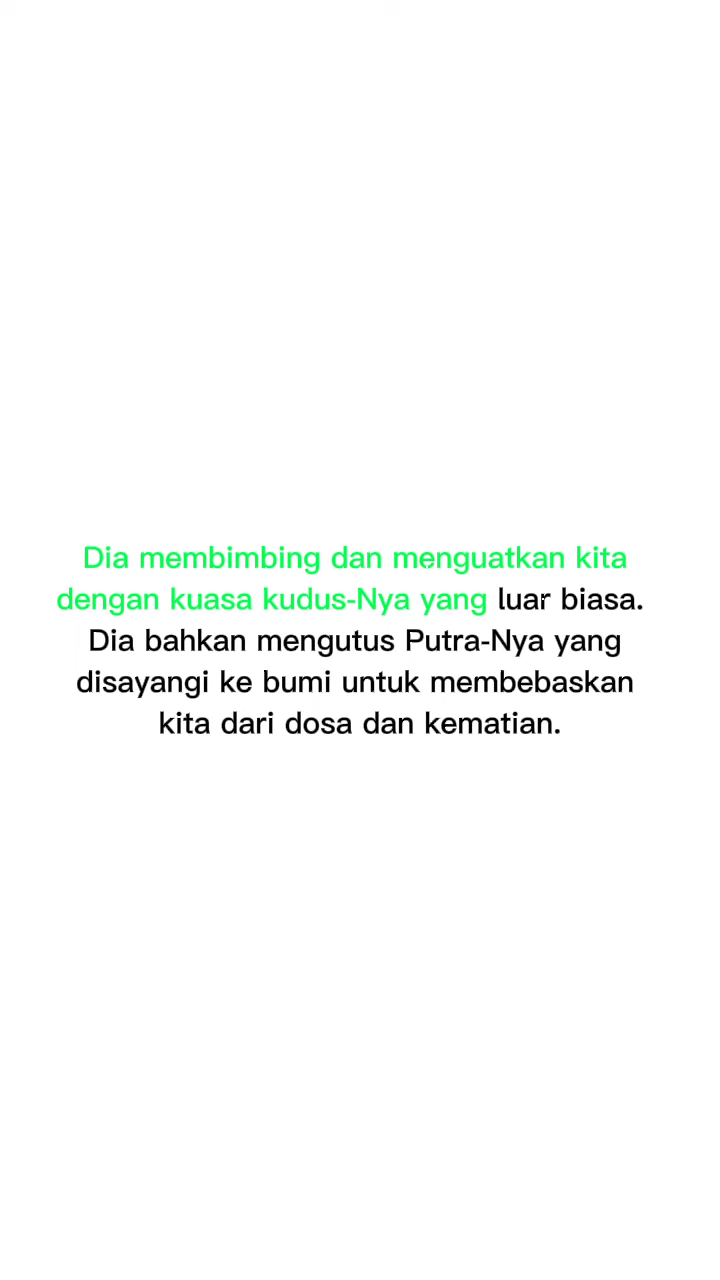 Dia membimbing dan menguatkan kita
dengan kuasa kudus-Nya yang luar biasa.
Dia bahkan mengutus Putra-Nya yang
disayangi ke bumi untuk membebaskan
kita dari dosa dan kematian.